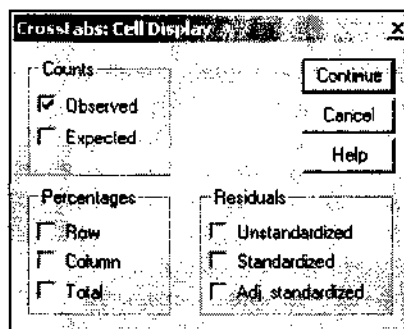 CrossTabs: Cell Display
Counts
Observed
Expected
Continue
Cancel
Help
Percentages
Row
Column
Total
Residuals
Unstandardized
Standardized
Adj. standardized